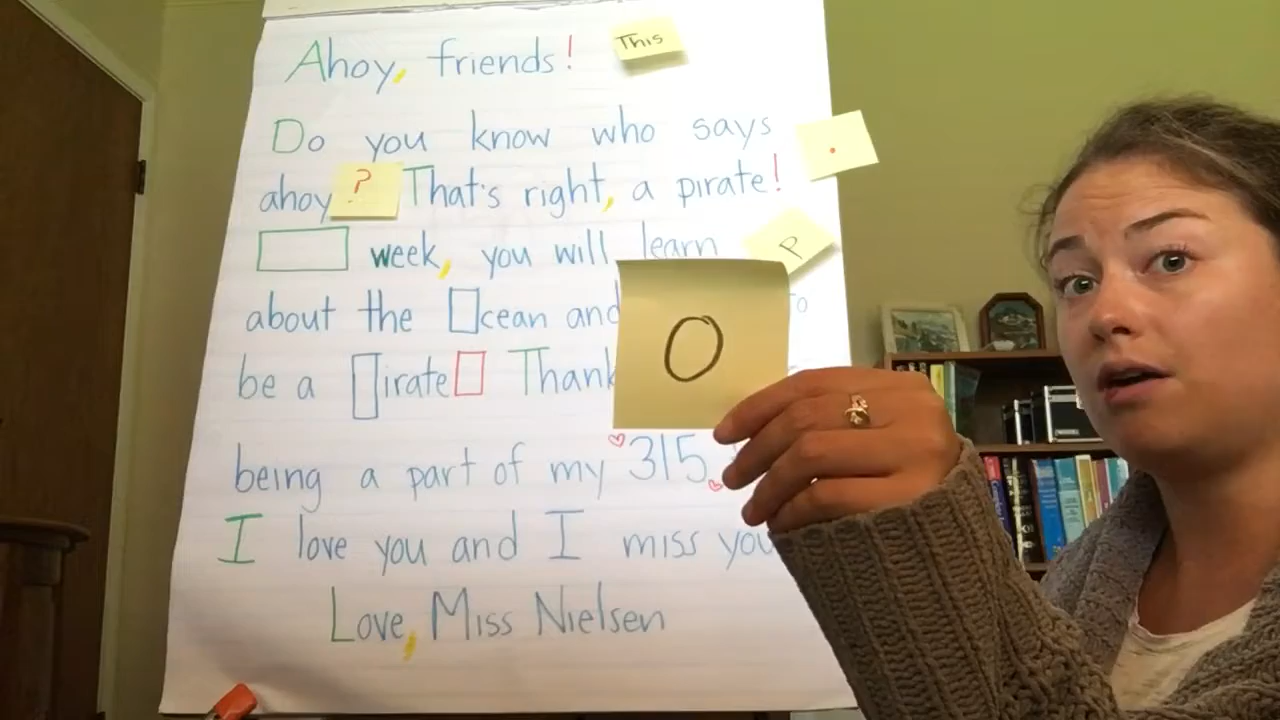 Ahoy, friends! This
Do you know who says .
ahoy? That's right, a pirate!
week, you will learn P
about the cean and to
be a irate Thank
being a part of my 315
I love you and I miss you
Love, Miss Nielsen
O